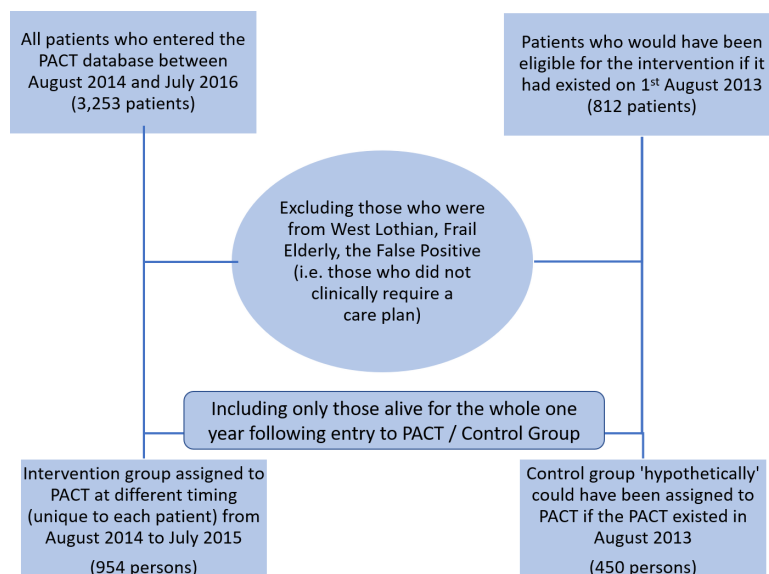 All patients who entered the
PACT database between
August 2014 and July 2016
(3,253 patients)
Patients who would have been
eligible for the intervention if it
had existed on 1st August 2013
(812 patients)
Excluding those who were
from West Lothian, Frail
Elderly, the False Positive
(i.e. those who did not
clinically require a
care plan)
Including only those alive for the whole one
year following entry to PACT / Control Group
Intervention group assigned to
PACT at different timing
(unique to each patient) from
August 2014 to July 2015
(954 persons)
Control group 'hypothetically'
could have been assigned to
PACT if the PACT existed in
August 2013
(450 persons)